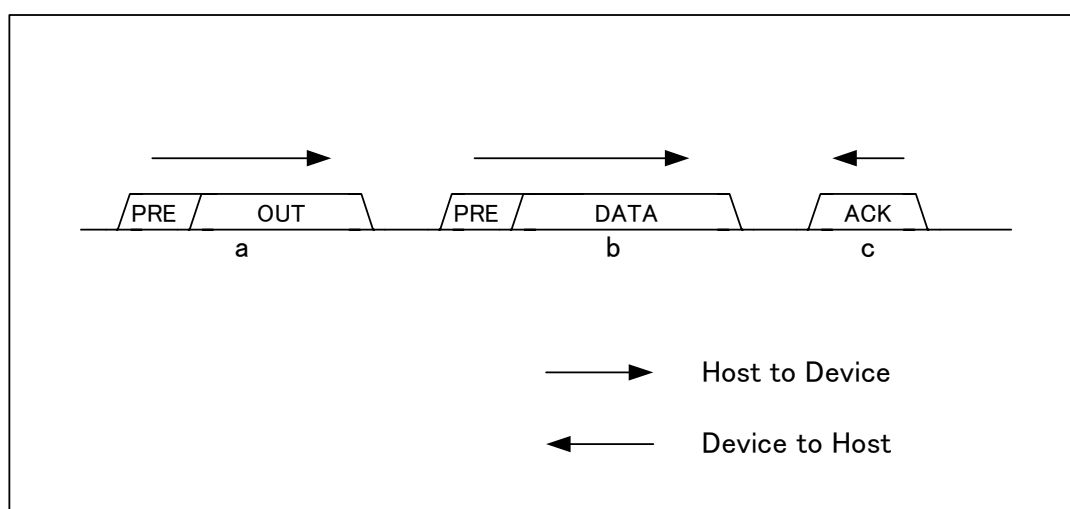 PRE OUT PRE DATA ACK
a b c
Host to Device
Device to Host